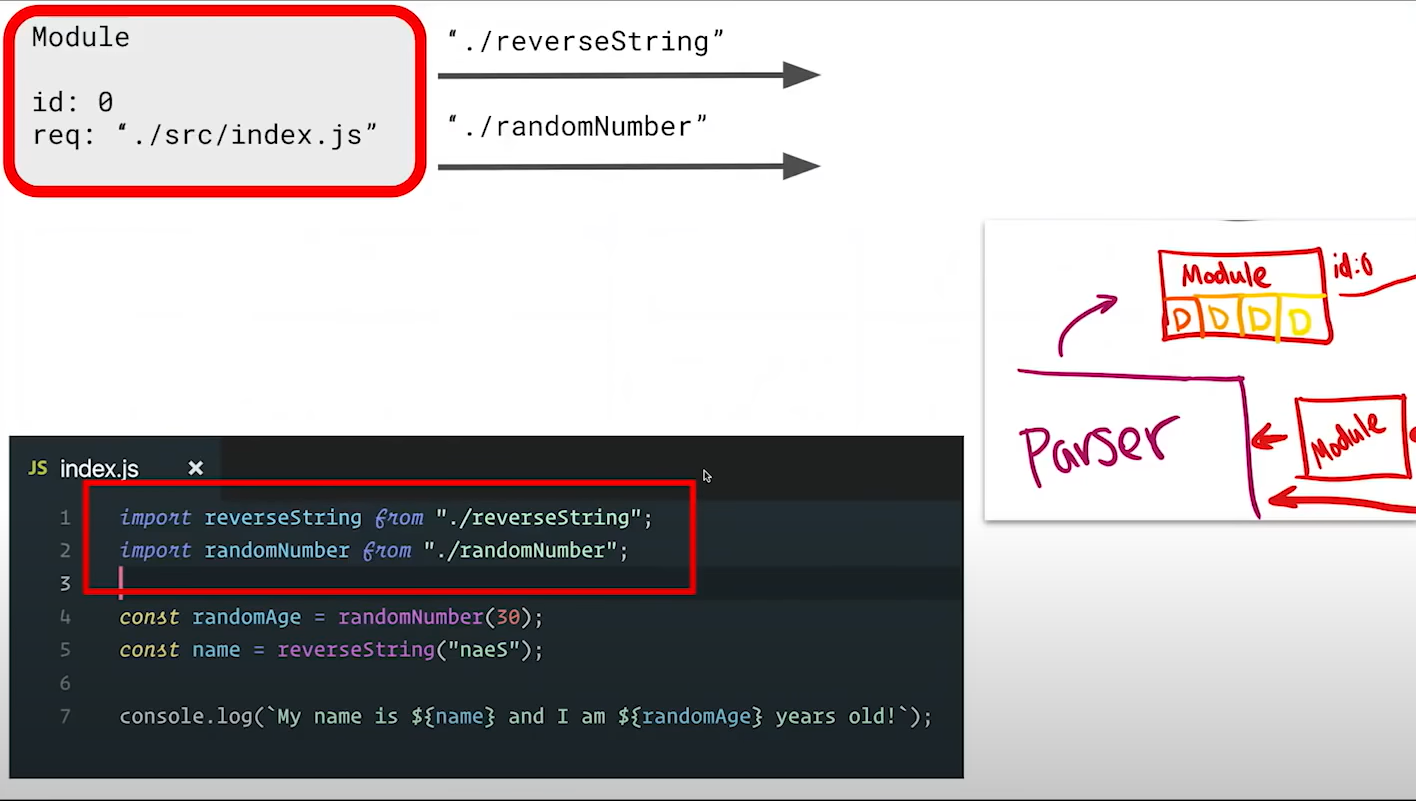 Module
id: 0
req: “./src/index.js”
“./reverseString”
“./randomNumber”
Module
id:0
D D D D
Parser
Module
JS index.js ×
1 import reverseString from "./reverseString";
2 import randomNumber from "./randomNumber";
3
4 const randomAge = randomNumber(30);
5 const name = reverseString("naeS");
6
7 console.log(`My name is ${name} and I am ${randomAge} years old!`);